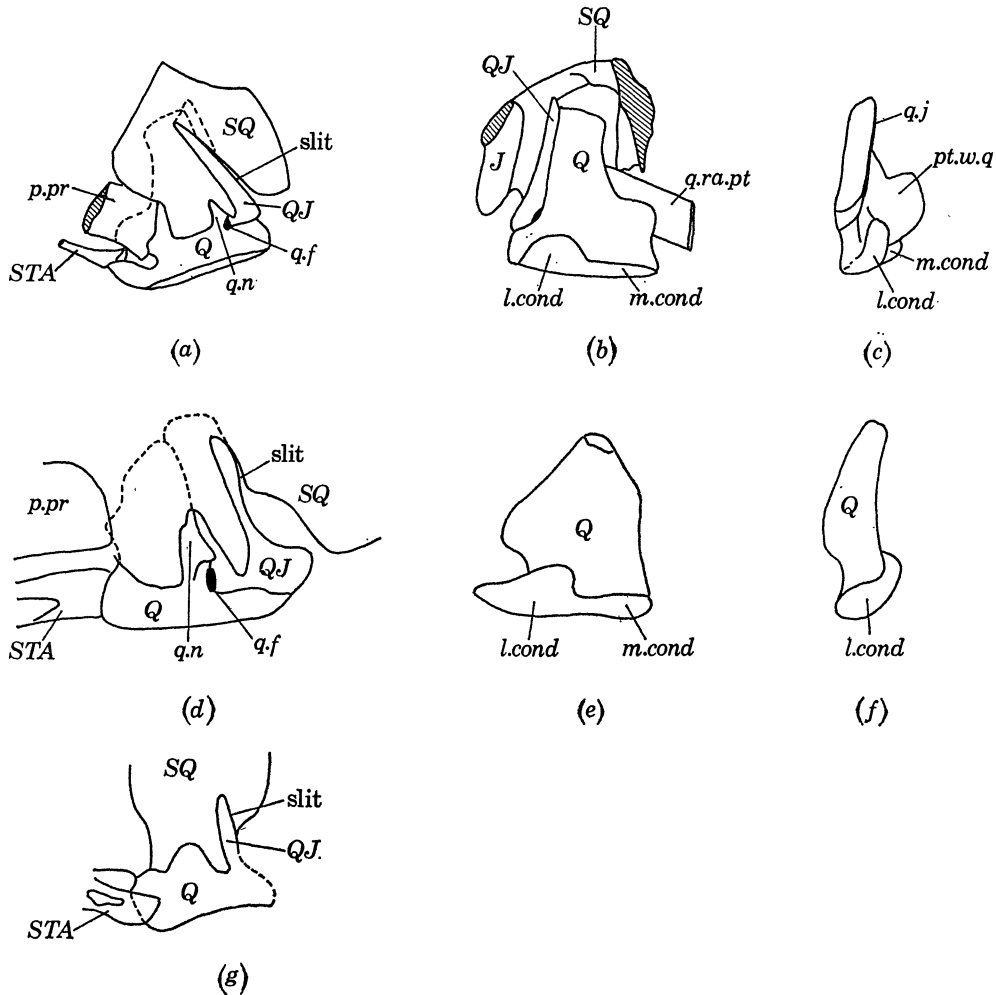 SQ
slit
p.pr
QJ
Q
q.f
STA
q.n
(a)
SQ
QJ
J
Q
q.ra.pt
l.cond
m.cond
(b)
q.j
pt.w.q
m.cond
l.cond
(c)
slit
p.pr
SQ
QJ
Q
STA
q.n
q.f
(d)
Q
l.cond
m.cond
(e)
Q
l.cond
(f)
SQ
slit
QJ.
Q
STA
(g)